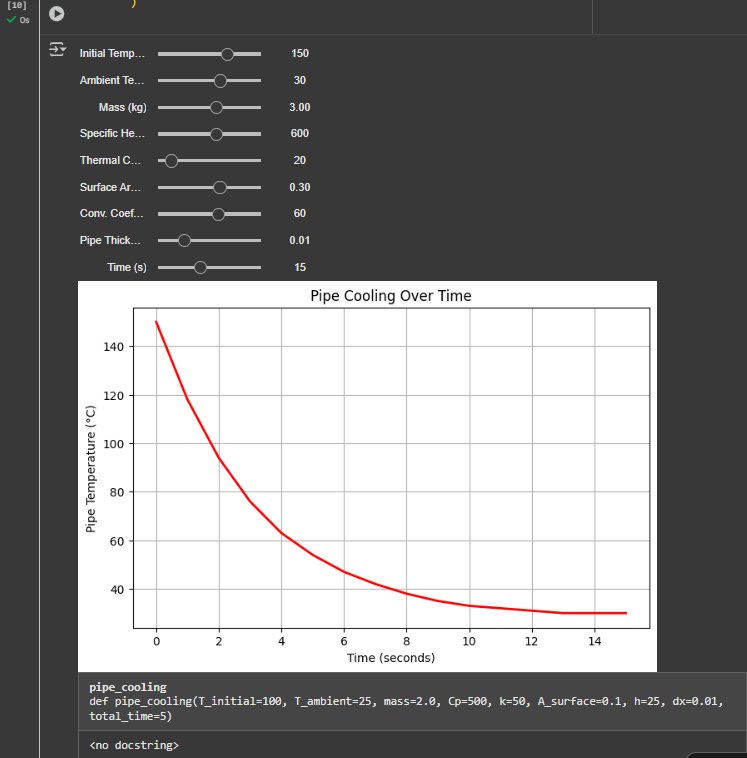 [10]
)
0s
Initial Temp... 150
Ambient Te... 30
Mass (kg) 3.00
Specific He... 600
Thermal C... 20
Surface Ar... 0.30
Conv. Coef... 60
Pipe Thick... 0.01
Time (s) 15
Pipe Cooling Over Time
140
120
100
80
60
40
Pipe Temperature (°C)
0 2 4 6 8 10 12 14
Time (seconds)
pipe_cooling
def pipe_cooling(T_initial=100, T_ambient=25, mass=2.0, Cp=500, k=50, A_surface=0.1, h=25, dx=0.01,
total_time=5)
<no docstring>